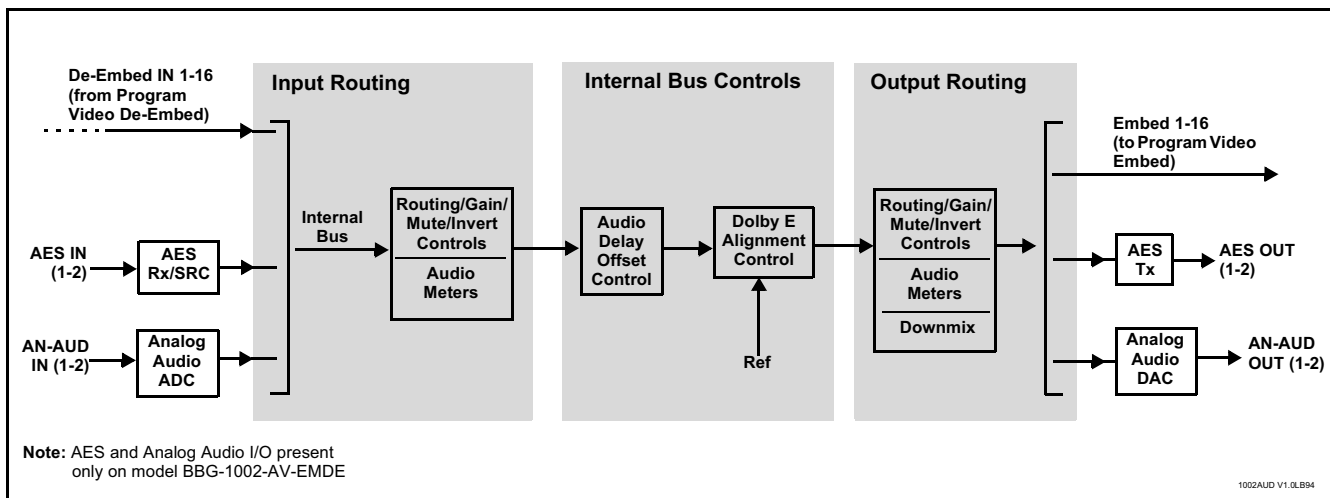 De-Embed IN 1-16
(from Program
Video De-Embed)
Input Routing
Internal Bus Controls
Output Routing
Embed 1-16
(to Program Video
Embed)
Internal
Bus
Routing/Gain/
Mute/Invert
Controls
Audio
Meters
Audio
Delay
Offset
Control
Dolby E
Alignment
Control
Ref
Routing/Gain/
Mute/Invert
Controls
Audio
Meters
Downmix
AES IN
(1-2)
AES
Rx/SRC
AES
Tx
AES OUT
(1-2)
AN-AUD
IN (1-2)
Analog
Audio
ADC
Analog
Audio
DAC
AN-AUD
OUT (1-2)
Note: AES and Analog Audio I/O present
only on model BBG-1002-AV-EMDE
1002AUD V1.0LB94